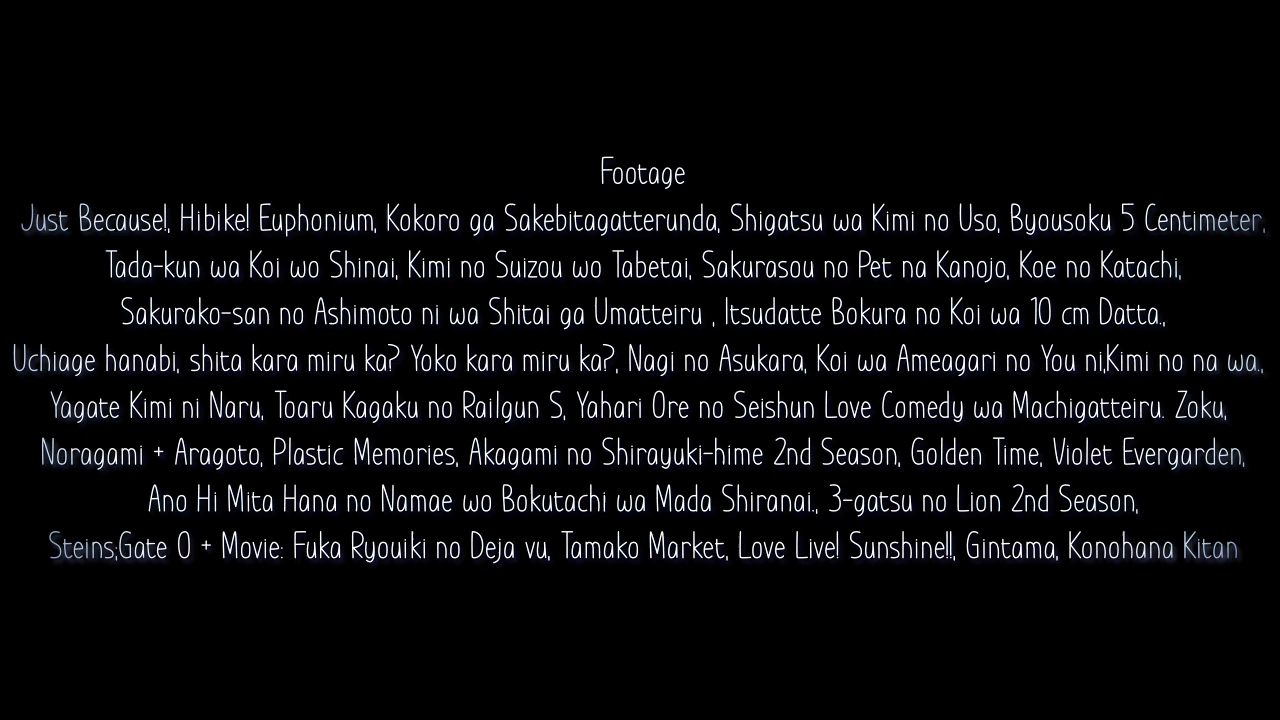 Footage
Just Because!, Hibike! Euphonium, Kokoro ga Sakebitagatterunda, Shigatsu wa Kimi no Uso, Byousoku 5 Centimeter,
Tada-kun wa Koi wo Shinai, Kimi no Suizou wo Tabetai, Sakurasou no Pet na Kanojo, Koe no Katachi,
Sakurako-san no Ashimoto ni wa Shitai ga Umatteiru , Itsudatte Bokura no Koi wa 10 cm Datta.,
Uchiage hanabi, shita kara miru ka? Yoko kara miru ka?, Nagi no Asukara, Koi wa Ameagari no You ni,Kimi no na wa.,
Yagate Kimi ni Naru, Toaru Kagaku no Railgun S, Yahari Ore no Seishun Love Comedy wa Machigatteiru. Zoku,
Noragami + Aragoto, Plastic Memories, Akagami no Shirayuki-hime 2nd Season, Golden Time, Violet Evergarden,
Ano Hi Mita Hana no Namae wo Bokutachi wa Mada Shiranai., 3-gatsu no Lion 2nd Season,
Steins;Gate 0 + Movie: Fuka Ryouiki no Deja vu, Tamako Market, Love Live! Sunshine!!, Gintama, Konohana Kitan